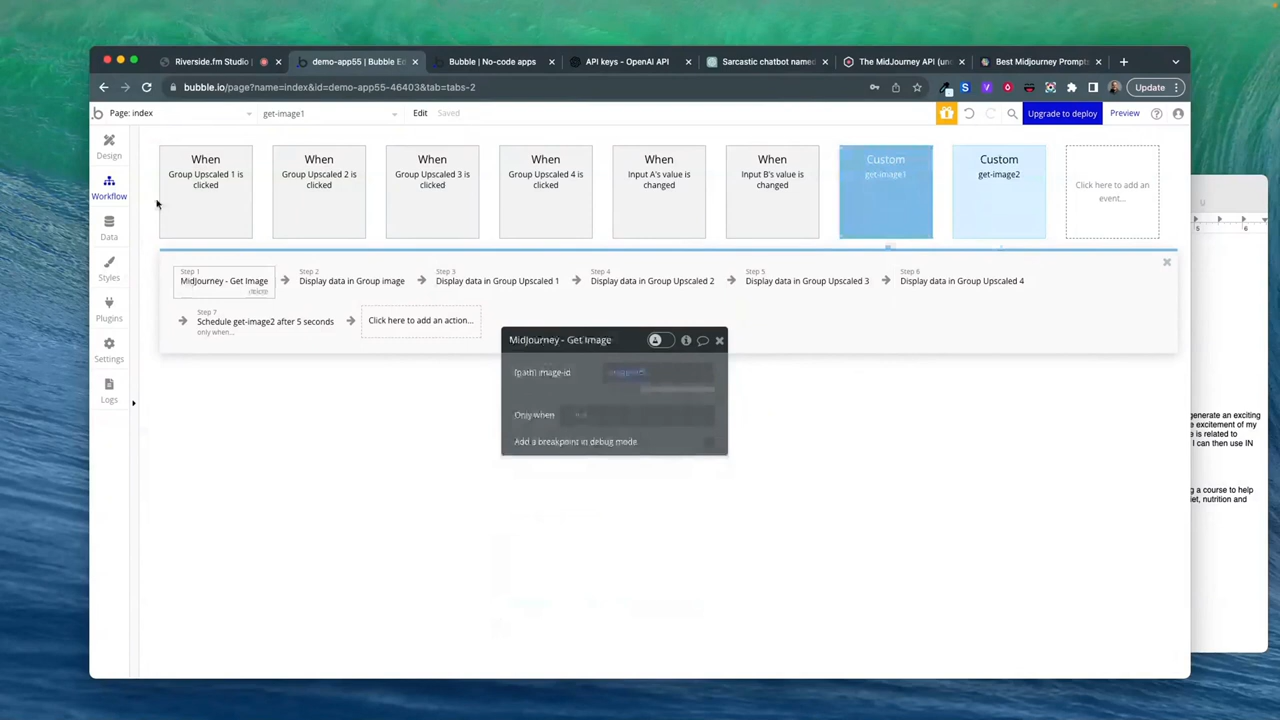 Riverside.fm Studio
demo-app55 | Bubble Ed
Bubble | No-code apps
API keys - OpenAI API
Sarcastic chatbot named
The MidJourney API (un
Best Midjourney Prompts
bubble.io/page?name=index&id=demo-app55-46403&tab=tabs-2
Update
Page: index
get-image1
Edit
Saved
Upgrade to deploy
Preview
Design
Workflow
Data
Styles
Plugins
Settings
Logs
When
Group Upscaled 1 is
clicked
When
Group Upscaled 2 is
clicked
When
Group Upscaled 3 is
clicked
When
Group Upscaled 4 is
clicked
When
Input A's value is
changed
When
Input B's value is
changed
Custom
get-image1
Custom
get-image2
Click here to add an
event...
Step 1
MidJourney - Get Image
Step 2
Display data in Group image
Step 3
Display data in Group Upscaled 1
Step 4
Display data in Group Upscaled 2
Step 5
Display data in Group Upscaled 3
Step 6
Display data in Group Upscaled 4
Step 7
Schedule get-image2 after 5 seconds
only when...
Click here to add an action...
MidJourney - Get Image
(path) image-id
Only when
Add a breakpoint in debug mode
U
5
6
generate an exciting
e excitement of my
e is related to
I can then use IN
g a course to help
et, nutrition and